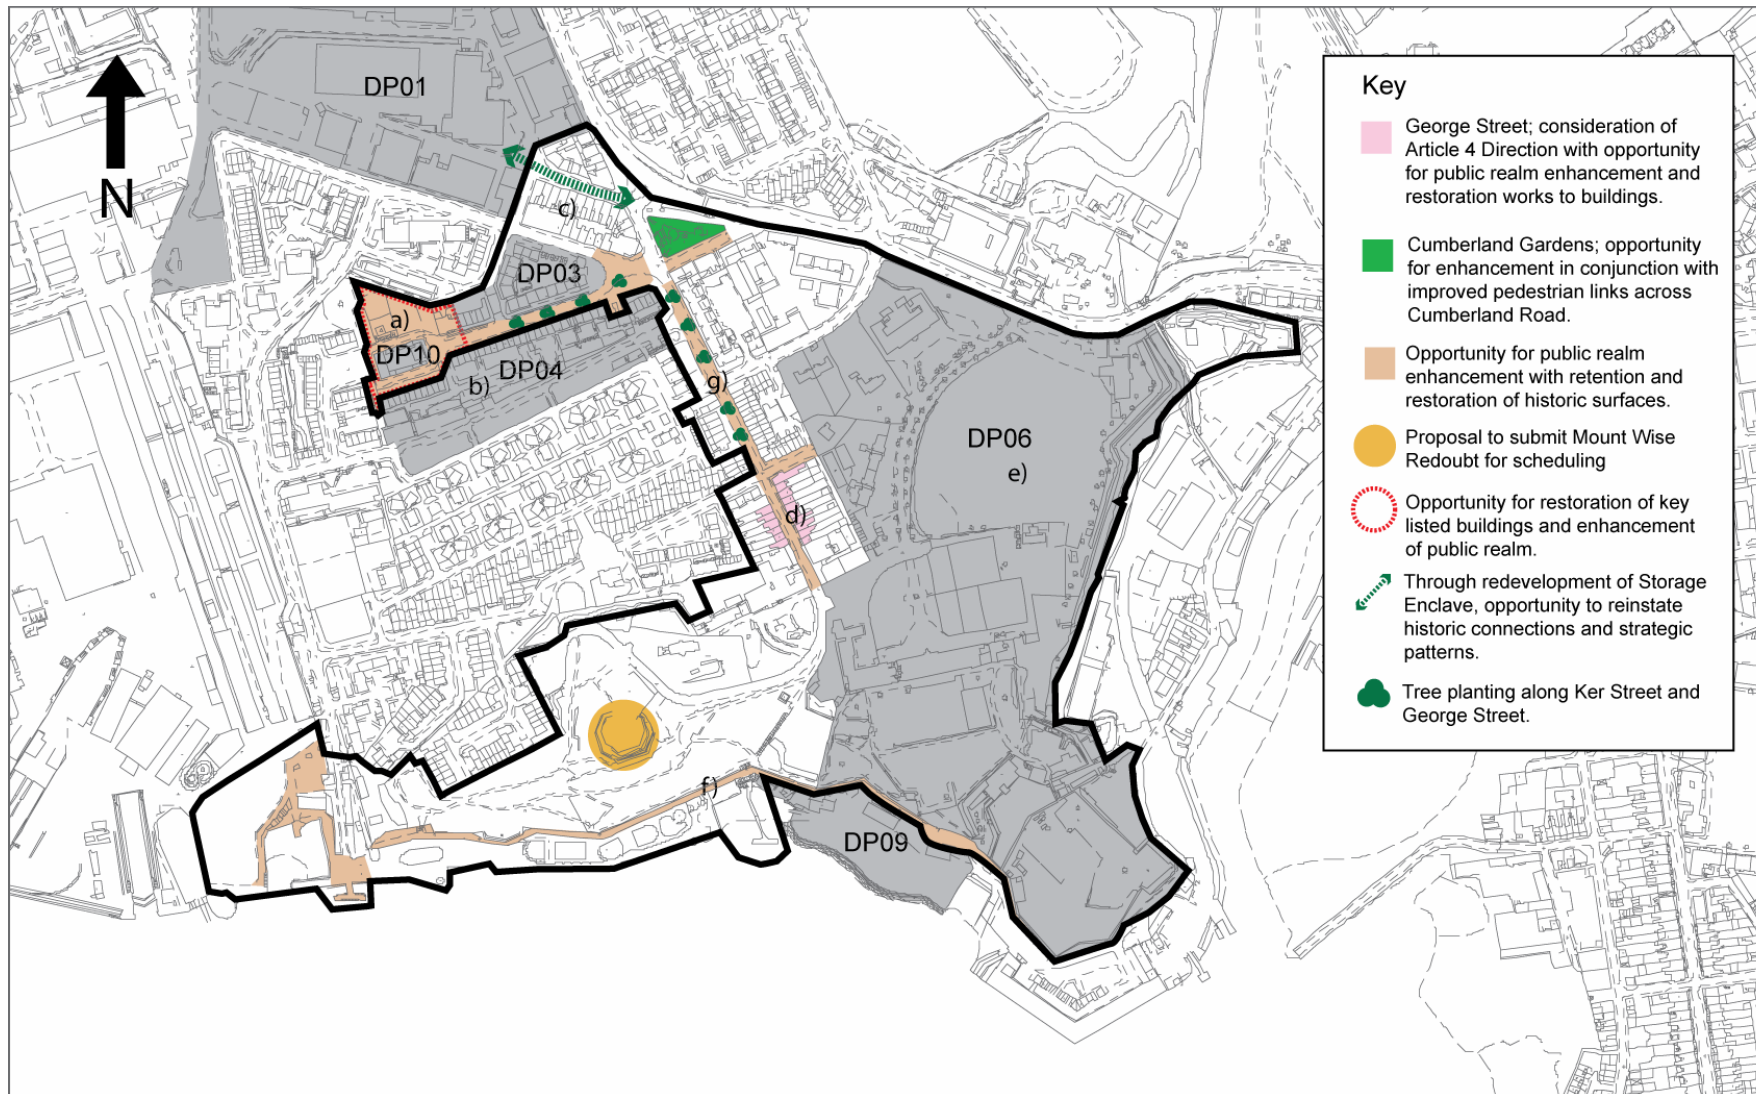 DP01
N
c)
DP03
a)
DP10
b)
DP04
g)
DP06
e)
d)
f)
DP09
Key
George Street; consideration of
Article 4 Direction with opportunity
for public realm enhancement and
restoration works to buildings.
Cumberland Gardens; opportunity
for enhancement in conjunction with
improved pedestrian links across
Cumberland Road.
Opportunity for public realm
enhancement with retention and
restoration of historic surfaces.
Proposal to submit Mount Wise
Redoubt for scheduling
Opportunity for restoration of key
listed buildings and enhancement
of public realm.
Through redevelopment of Storage
Enclave, opportunity to reinstate
historic connections and strategic
patterns.
Tree planting along Ker Street and
George Street.